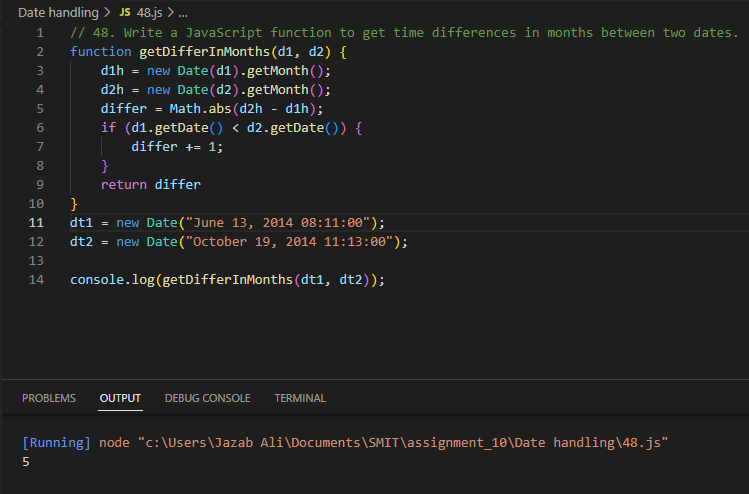 Date handling > JS 48.js > ...
1 // 48. Write a JavaScript function to get time differences in months between two dates.
2 function getDifferInMonths(d1, d2) {
3     d1h = new Date(d1).getMonth();
4     d2h = new Date(d2).getMonth();
5     differ = Math.abs(d2h - d1h);
6     if (d1.getDate() < d2.getDate()) {
7         differ += 1;
8     }
9     return differ
10 }
11 dt1 = new Date("June 13, 2014 08:11:00");
12 dt2 = new Date("October 19, 2014 11:13:00");
13
14 console.log(getDifferInMonths(dt1, dt2));
PROBLEMS OUTPUT DEBUG CONSOLE TERMINAL
[Running] node "c:\Users\Jazab Ali\Documents\SMIT\assignment_10\Date handling\48.js"
5